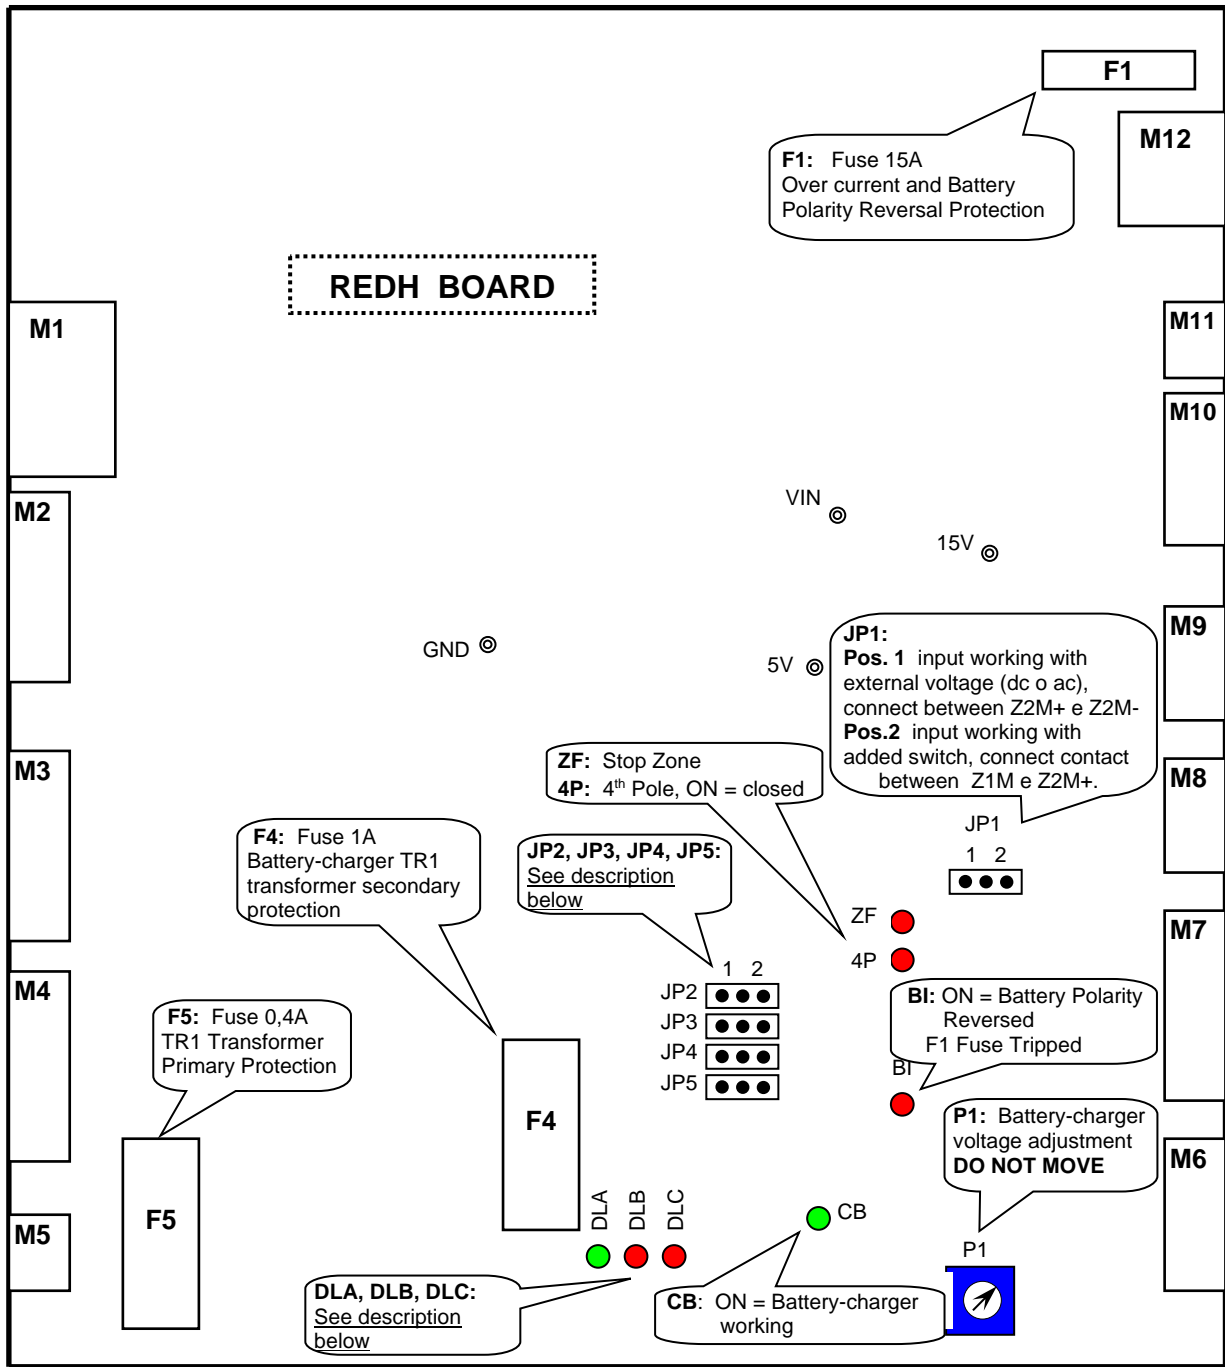 F1
M12
F1: Fuse 15A
Over current and Battery
Polarity Reversal Protection
REDH BOARD
M1
M11
M10
M2
VIN
15V
GND
5V
M9
JP1:
Pos. 1 input working with
external voltage (dc o ac),
connect between Z2M+ e Z2M-
Pos.2 input working with
added switch, connect contact
between Z1M e Z2M+.
M3
ZF: Stop Zone
4P: 4th Pole, ON = closed
M8
JP1
1 2
F4: Fuse 1A
Battery-charger TR1
transformer secondary
protection
JP2, JP3, JP4, JP5:
See description
below
ZF
4P
M7
M4
1 2
JP2
JP3
JP4
JP5
BI: ON = Battery Polarity
Reversed
F1 Fuse Tripped
BI
F5: Fuse 0,4A
TR1 Transformer
Primary Protection
F4
P1: Battery-charger
voltage adjustment
DO NOT MOVE
M6
M5
F5
DLA
DLB
DLC
CB
P1
DLA, DLB, DLC:
See description
below
CB: ON = Battery-charger
working